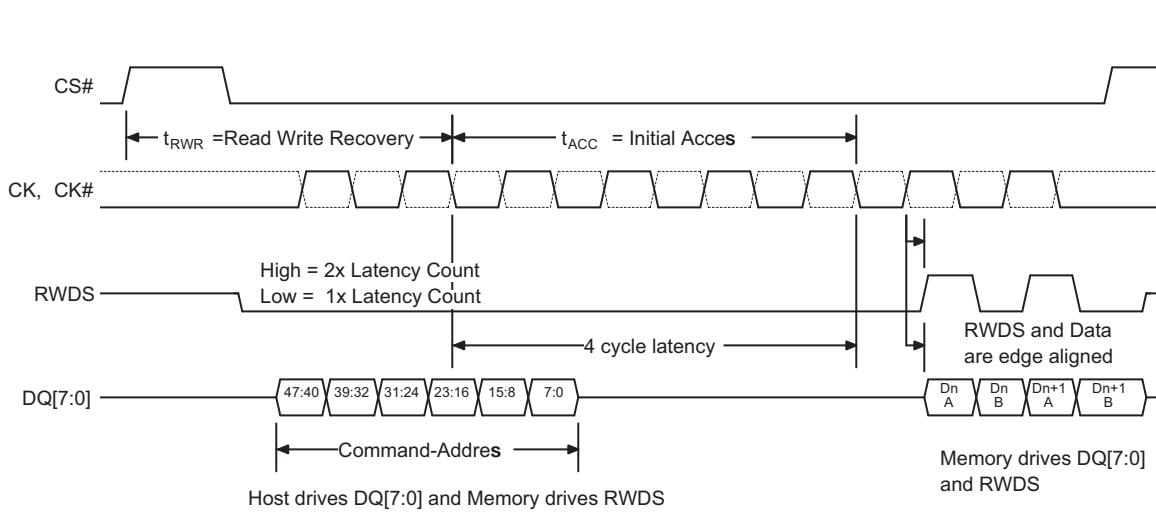 CS#
tRWR =Read Write Recovery
tACC = Initial Acces
CK, CK#
High = 2x Latency Count
Low = 1x Latency Count
RWDS
RWDS and Data
are edge aligned
4 cycle latency
DQ[7:0]
47:40 39:32 31:24 23:16 15:8 7:0
Dn A
Dn B
Dn+1 A
Dn+1 B
Command-Addres
Memory drives DQ[7:0]
and RWDS
Host drives DQ[7:0] and Memory drives RWDS